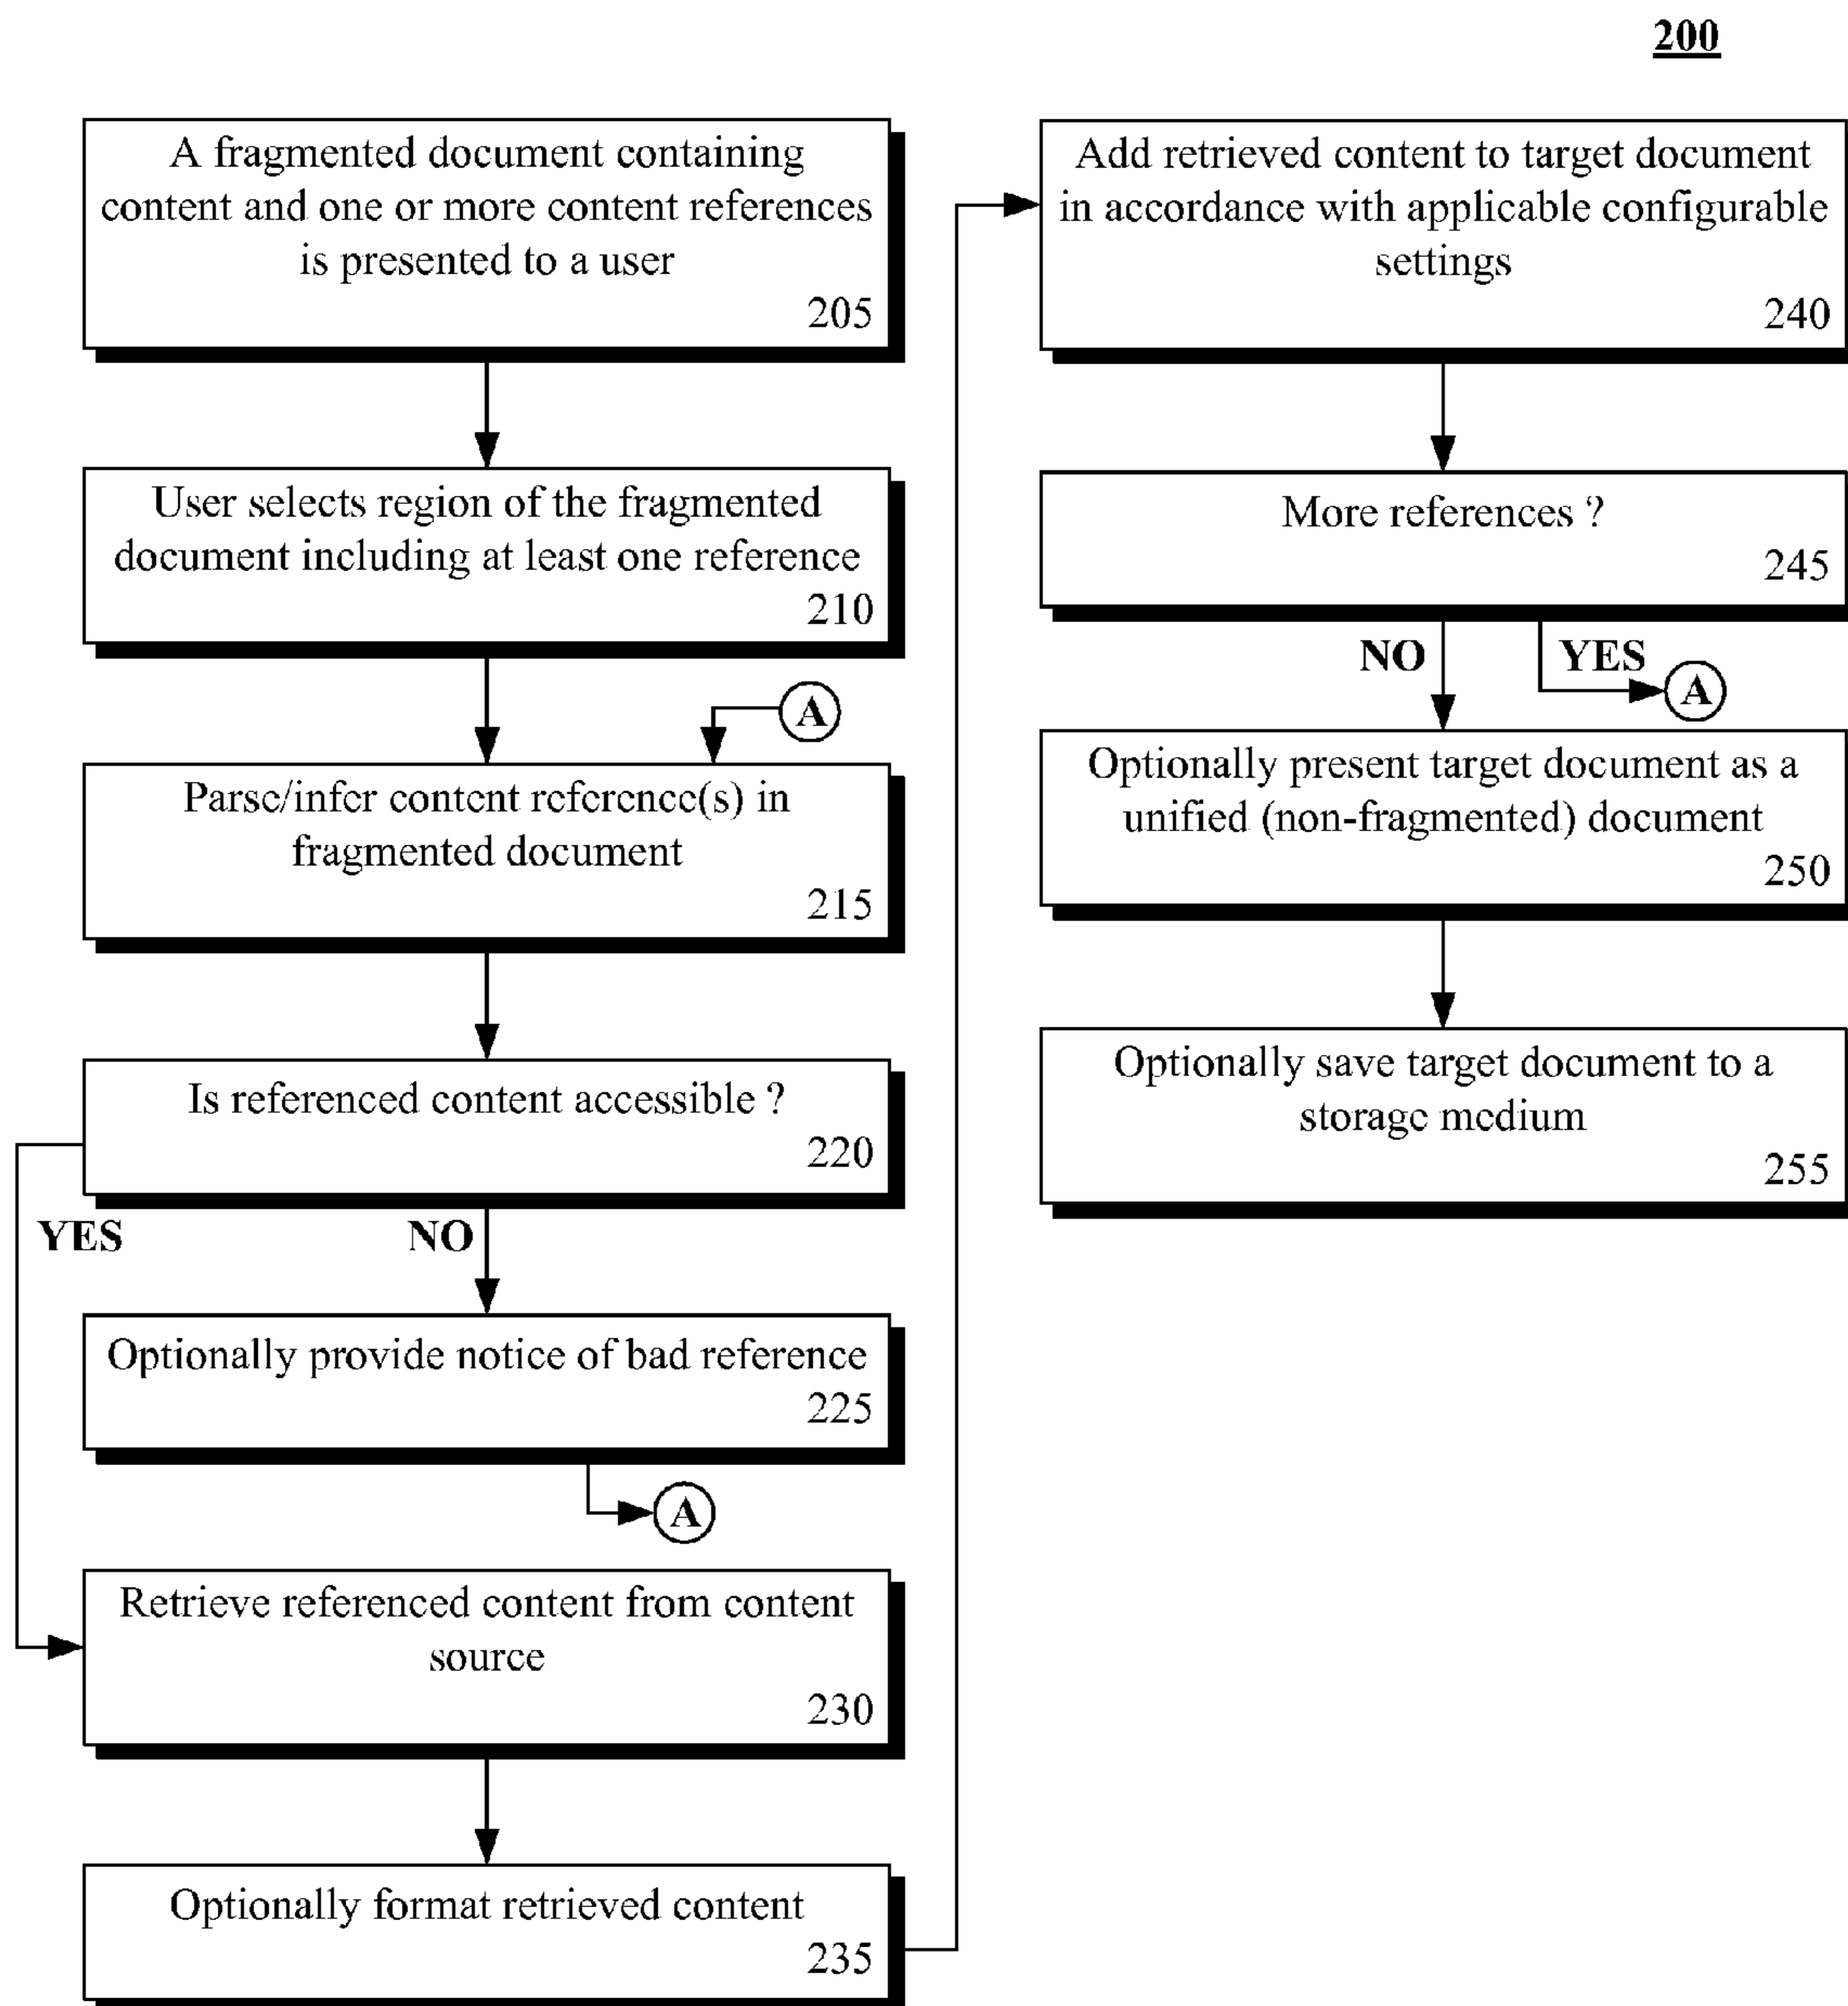 200
A fragmented document containing
content and one or more content references
is presented to a user
205
User selects region of the fragmented
document including at least one reference
210
A
Parse/infer content reference(s) in
fragmented document
215
Is referenced content accessible ?
220
YES
NO
Optionally provide notice of bad reference
225
A
Retrieve referenced content from content
source
230
Optionally format retrieved content
235
Add retrieved content to target document
in accordance with applicable configurable
settings
240
More references ?
245
NO
YES
A
Optionally present target document as a
unified (non-fragmented) document
250
Optionally save target document to a
storage medium
255